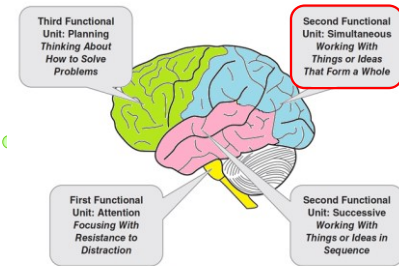 Third Functional
Unit: Planning
Thinking About
How to Solve
Problems
Second Functional
Unit: Simultaneous
Working With
Things or Ideas
That Form a Whole
First Functional
Unit: Attention
Focusing With
Resistance to
Distraction
Second Functional
Unit: Successive
Working With
Things or Ideas in
Sequence